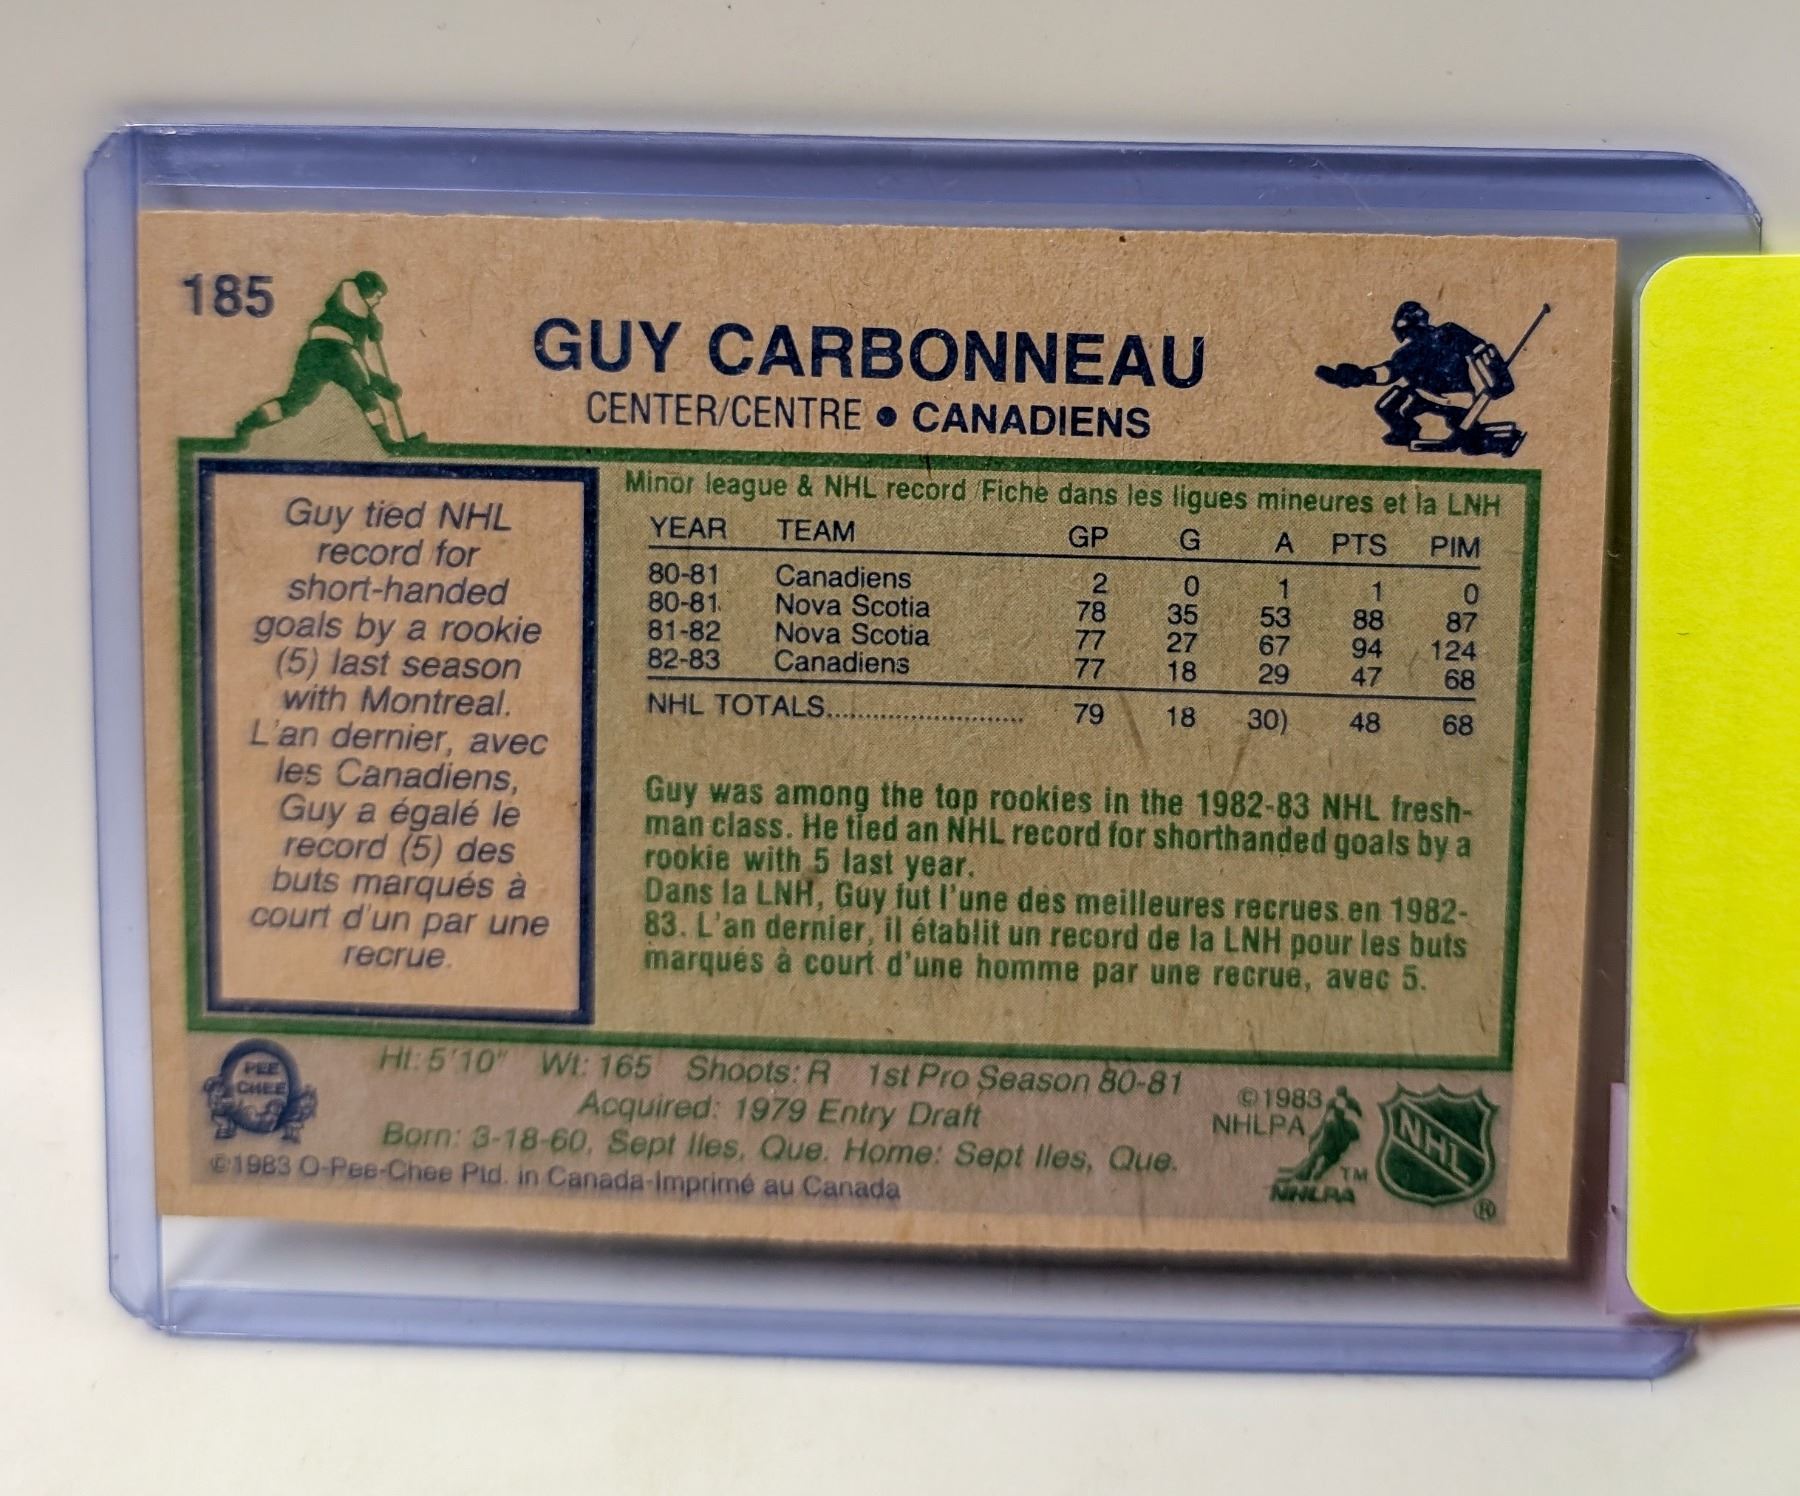 185
GUY CARBONNEAU
CENTER/CENTRE • CANADIENS
Guy tied NHL
record for
short-handed
goals by a rookie
(5) last season
with Montreal.
L'an dernier, avec
les Canadiens,
Guy a égalé le
record (5) des
buts marqués à
court d'un par une
recrue.
Minor league & NHL record/Fiche dans les ligues mineures et la LNH
YEAR TEAM GP G A PTS PIM
80-81 Canadiens 2 0 1 1 0
80-81 Nova Scotia 78 35 53 88 87
81-82 Nova Scotia 77 27 67 94 124
82-83 Canadiens 77 18 29 47 68
NHL TOTALS............................ 79 18 30) 48 68
Guy was among the top rookies in the 1982-83 NHL fresh-
man class. He tied an NHL record for shorthanded goals by a
rookie with 5 last year.
Dans la LNH, Guy fut l'une des meilleures recrues en 1982-
83. L'an dernier, il établit un record de la LNH pour les buts
marqués à court d'une homme par une recrue, avec 5.
PEE
CHEE
Ht: 5'10" Wt: 165 Shoots: R 1st Pro Season 80-81
Acquired: 1979 Entry Draft
Born: 3-18-60, Sept Iles, Que. Home: Sept Iles, Que.
©1983 O-Pee-Chee Ptd. in Canada-Imprimé au Canada
©1983
NHLPA
TM
NHLPA
NHL
®